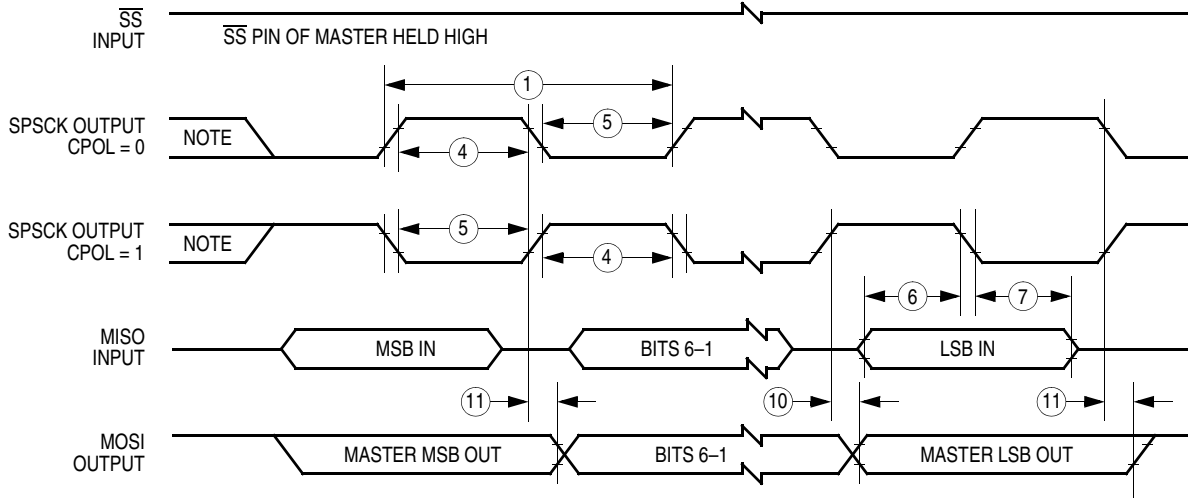 SS
INPUT
SS PIN OF MASTER HELD HIGH
1
SPSCK OUTPUT
CPOL = 0
NOTE
5
4
SPSCK OUTPUT
CPOL = 1
NOTE
5
4
6
7
MISO
INPUT
MSB IN
BITS 6–1
LSB IN
11
10
11
MOSI
OUTPUT
MASTER MSB OUT
BITS 6–1
MASTER LSB OUT